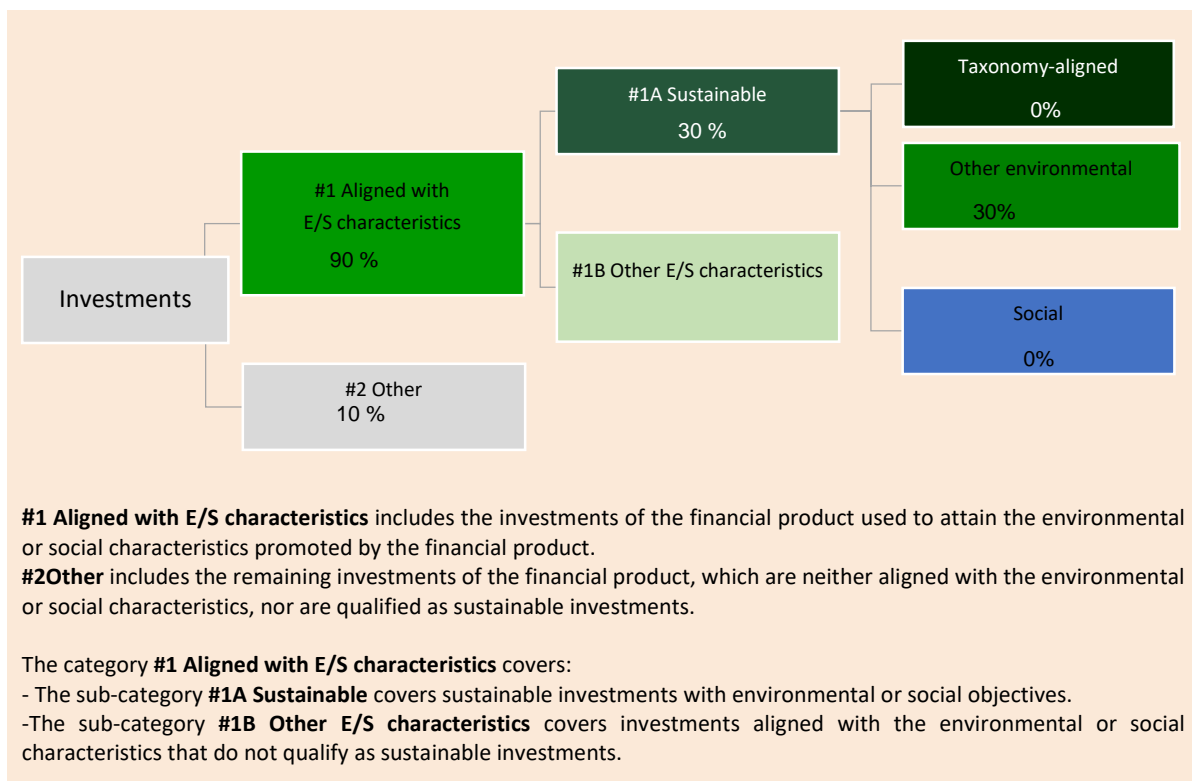 Investments
#1 Aligned with
E/S characteristics
90 %
#2 Other
10 %
#1A Sustainable
30 %
#1B Other E/S characteristics
Taxonomy-aligned
0%
Other environmental
30%
Social
0%
#1 Aligned with E/S characteristics includes the investments of the financial product used to attain the environmental
or social characteristics promoted by the financial product.
#2Other includes the remaining investments of the financial product, which are neither aligned with the environmental
or social characteristics, nor are qualified as sustainable investments.
The category #1 Aligned with E/S characteristics covers:
- The sub-category #1A Sustainable covers sustainable investments with environmental or social objectives.
-The sub-category #1B Other E/S characteristics covers investments aligned with the environmental or social
characteristics that do not qualify as sustainable investments.